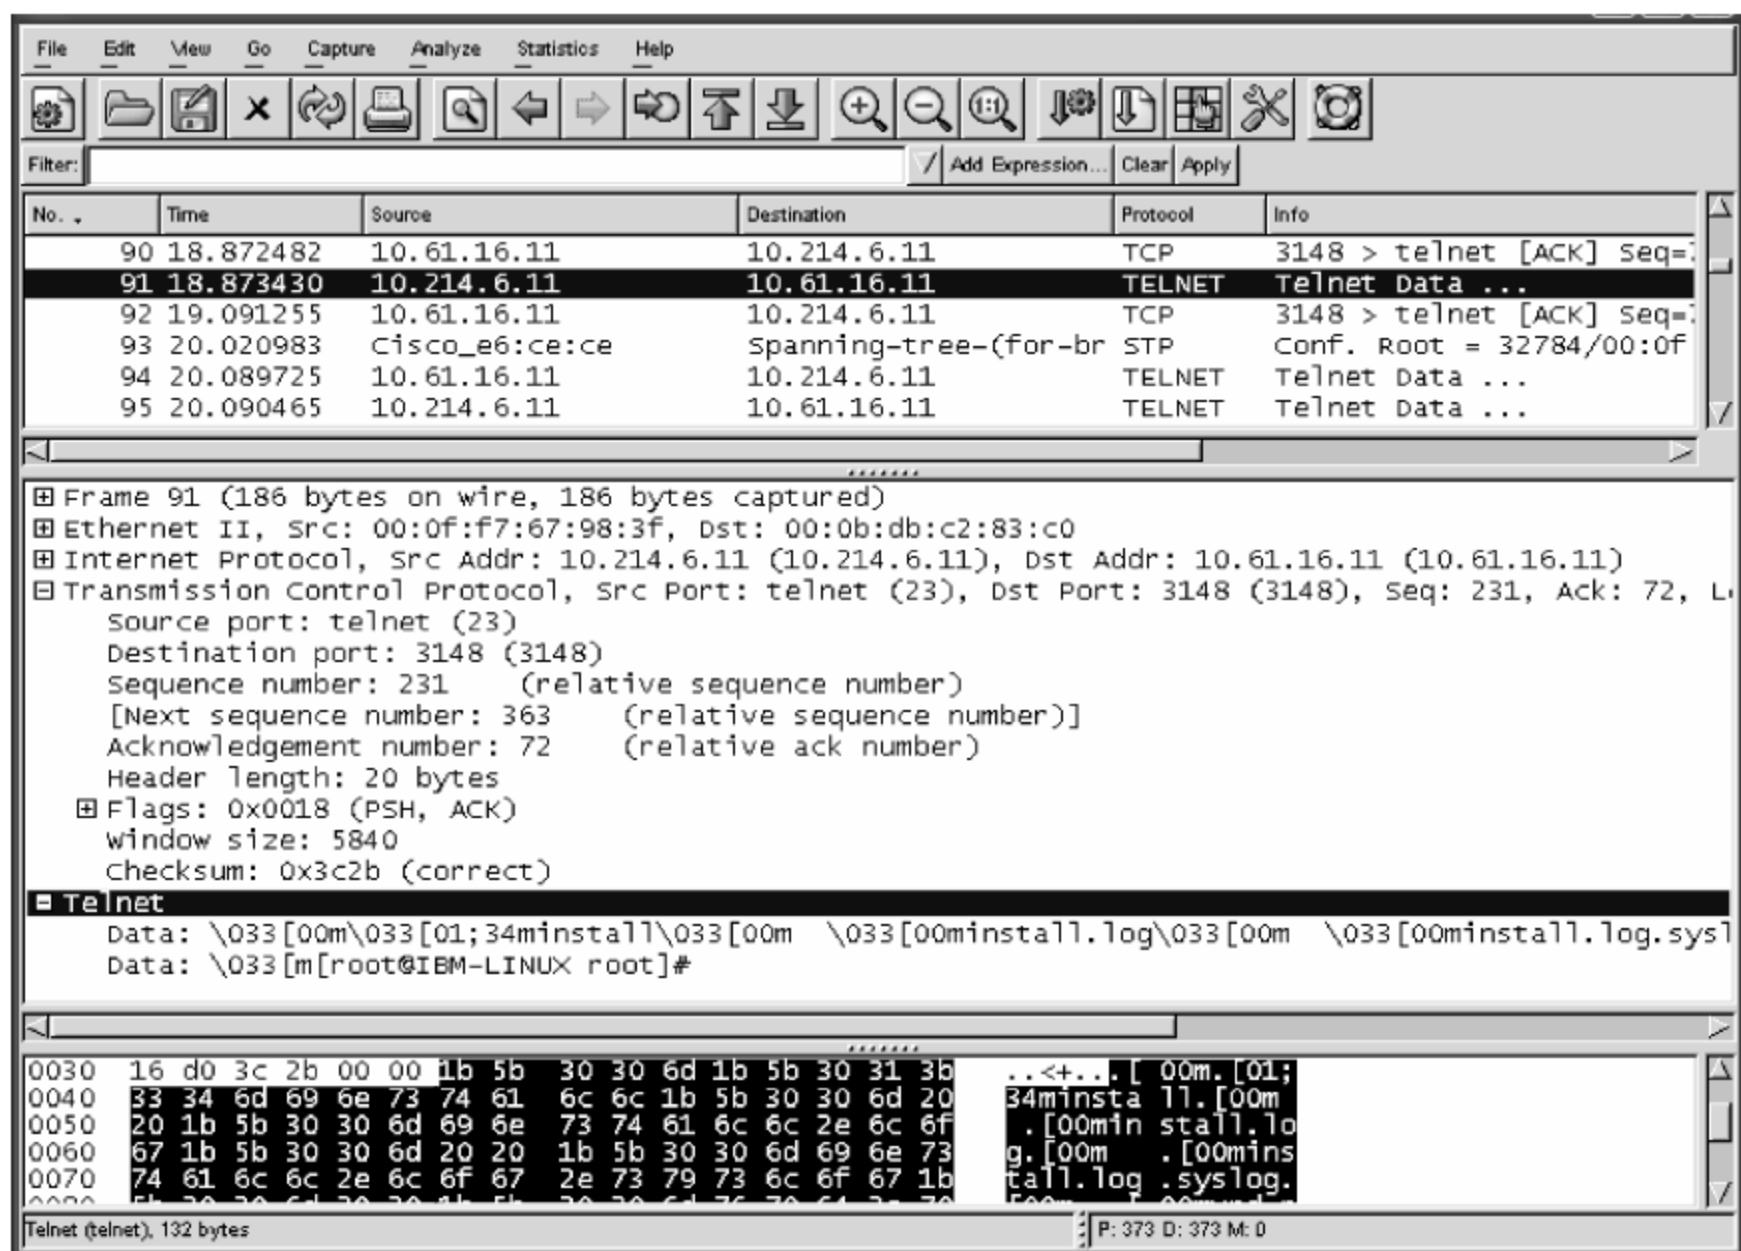 File Edit View Go Capture Analyze Statistics Help
Filter: Add Expression... Clear Apply
No. . Time Source Destination Protocol Info
90 18.872482 10.61.16.11 10.214.6.11 TCP 3148 > telnet [ACK] Seq=
91 18.873430 10.214.6.11 10.61.16.11 TELNET Telnet Data ...
92 19.091255 10.61.16.11 10.214.6.11 TCP 3148 > telnet [ACK] Seq=
93 20.020983 Cisco_e6:ce:ce Spanning-tree-(for-br STP Conf. Root = 32784/00:0f
94 20.089725 10.61.16.11 10.214.6.11 TELNET Telnet Data ...
95 20.090465 10.214.6.11 10.61.16.11 TELNET Telnet Data ...
Frame 91 (186 bytes on wire, 186 bytes captured)
Ethernet II, Src: 00:0f:f7:67:98:3f, Dst: 00:0b:db:c2:83:c0
Internet Protocol, Src Addr: 10.214.6.11 (10.214.6.11), Dst Addr: 10.61.16.11 (10.61.16.11)
Transmission Control Protocol, Src Port: telnet (23), Dst Port: 3148 (3148), Seq: 231, Ack: 72, L
Source port: telnet (23)
Destination port: 3148 (3148)
Sequence number: 231 (relative sequence number)
[Next sequence number: 363 (relative sequence number)]
Acknowledgement number: 72 (relative ack number)
Header length: 20 bytes
Flags: 0x0018 (PSH, ACK)
Window size: 5840
Checksum: 0x3c2b (correct)
Telnet
Data: \033[00m\033[01;34minstall\033[00m \033[00minstall.log\033[00m \033[00minstall.log.sysl
Data: \033[m[root@IBM-LINUX root]#
0030 16 d0 3c 2b 00 00 1b 5b 30 30 6d 1b 5b 30 31 3b ..<+...[ 00m.[01;
0040 33 34 6d 69 6e 73 74 61 6c 6c 1b 5b 30 30 6d 20 34minsta ll.[00m
0050 20 1b 5b 30 30 6d 69 6e 73 74 61 6c 6c 2e 6c 6f .[00min stall.lo
0060 67 1b 5b 30 30 6d 20 20 1b 5b 30 30 6d 69 6e 73 g.[00m .[00mins
0070 74 61 6c 6c 2e 6c 6f 67 2e 73 79 73 6c 6f 67 1b tall.log .syslog.
Telnet (telnet), 132 bytes P: 373 D: 373 M: 0